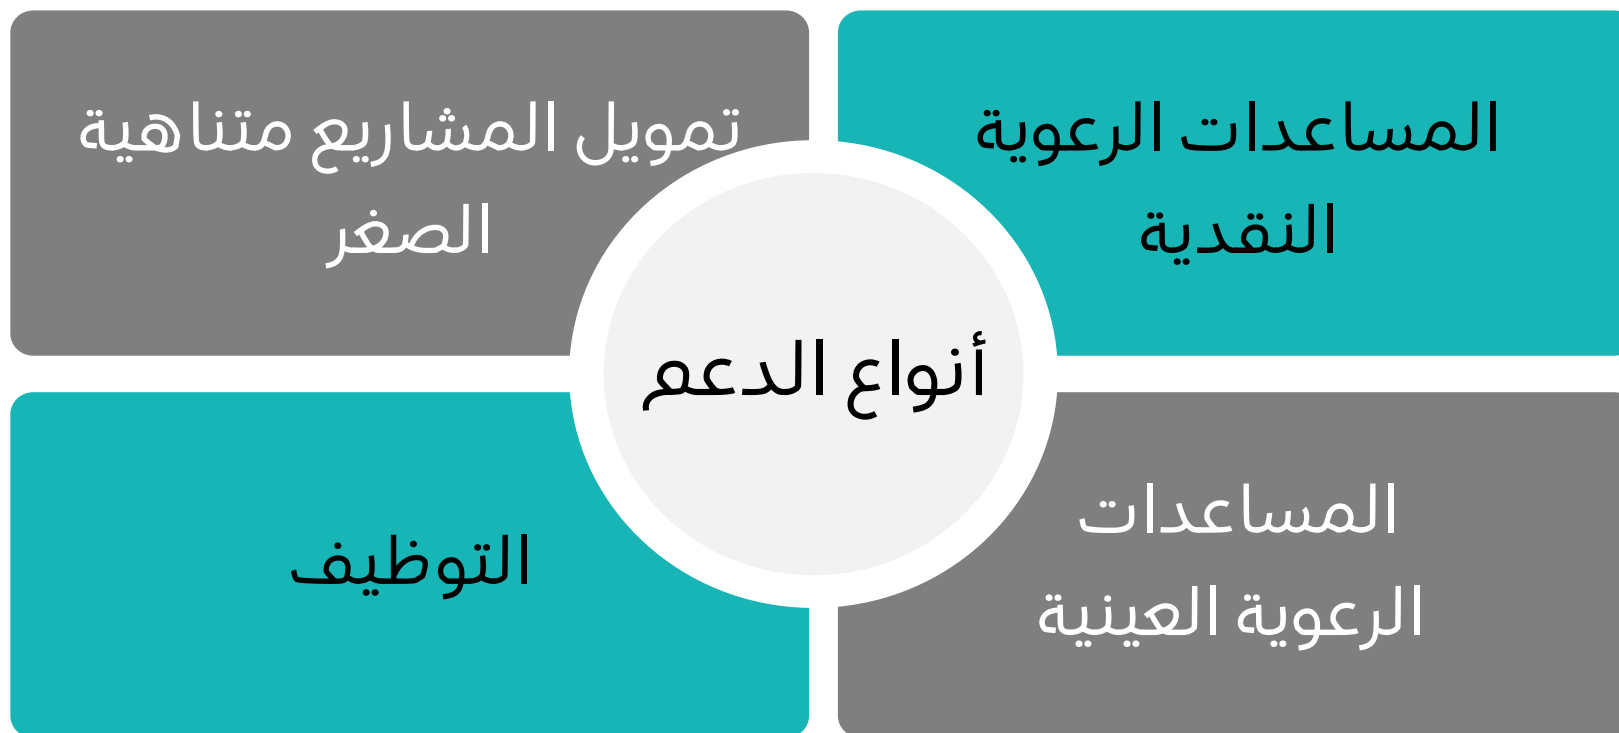 المساعدات الرعوية
النقدية
تمويل المشاريع متناهية
الصغر
أنواع الدعم
المساعدات
الرعوية العينية
التوظيف